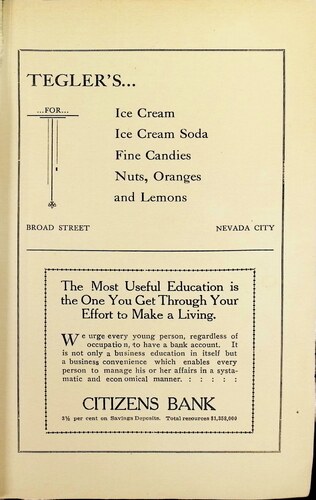 TEGLER'S...
...FOR...
Ice Cream
Ice Cream Soda
Fine Candies
Nuts, Oranges
and Lemons
BROAD STREET NEVADA CITY
The Most Useful Education is
the One You Get Through Your
Effort to Make a Living.
We urge every young person, regardless of
occupation, to have a bank account. It
is not only a business education in itself but
a business convenience which enables every
person to manage his or her affairs in a systa-
matic and economical manner. : : : : :
CITIZENS BANK
per cent on Savings Deposits. Total resources